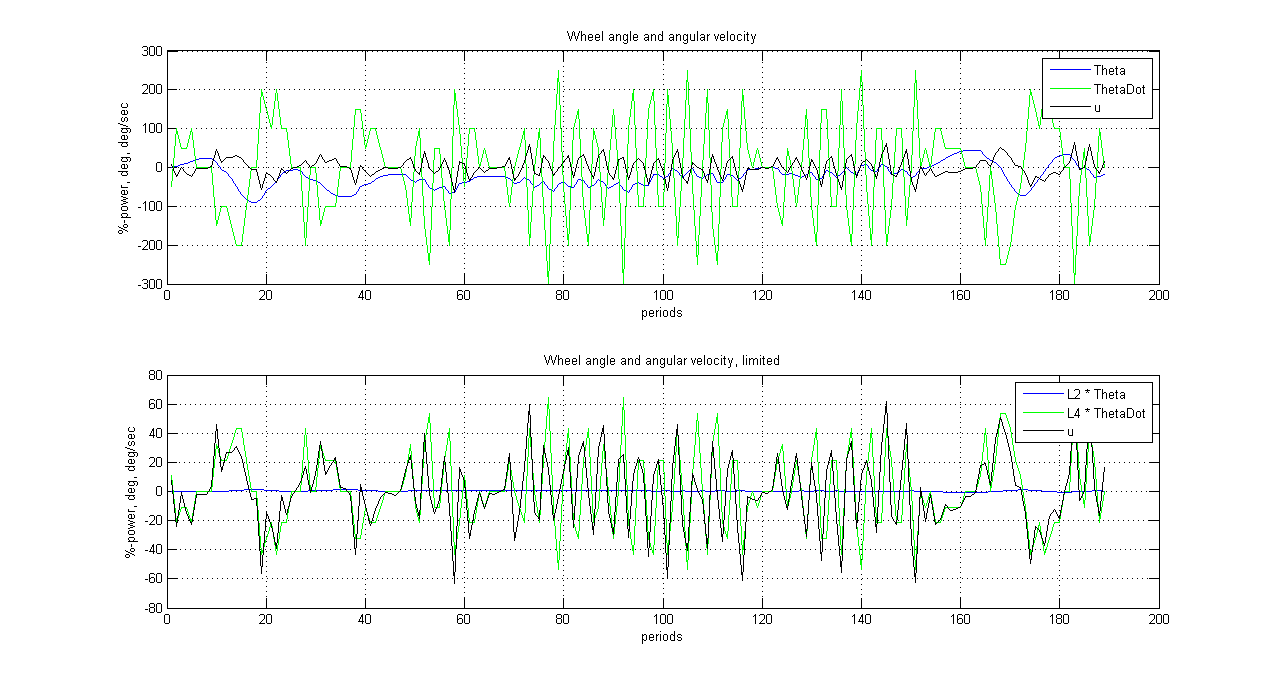 Wheel angle and angular velocity
300
200
100
0
-100
-200
-300
%-power, deg, deg/sec
Theta
ThetaDot
u
0 20 40 60 80 100 120 140 160 180 200
periods
Wheel angle and angular velocity, limited
80
60
40
20
0
-20
-40
-60
-80
%-power, deg, deg/sec
L2 * Theta
L4 * ThetaDot
u
0 20 40 60 80 100 120 140 160 180 200
periods